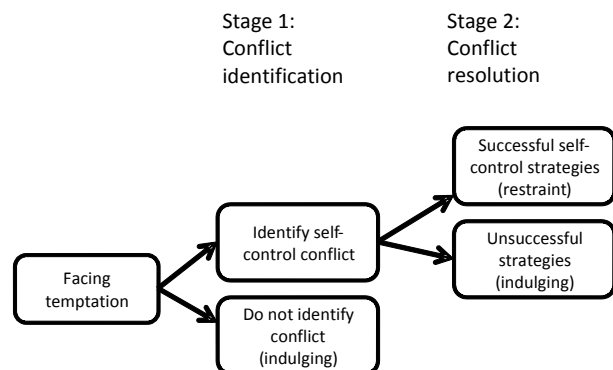 Stage 1:
Conflict
identification
Stage 2:
Conflict
resolution
Successful self-
control strategies
(restraint)
Identify self-
control conflict
Unsuccessful
strategies
(indulging)
Facing
temptation
Do not identify
conflict
(indulging)